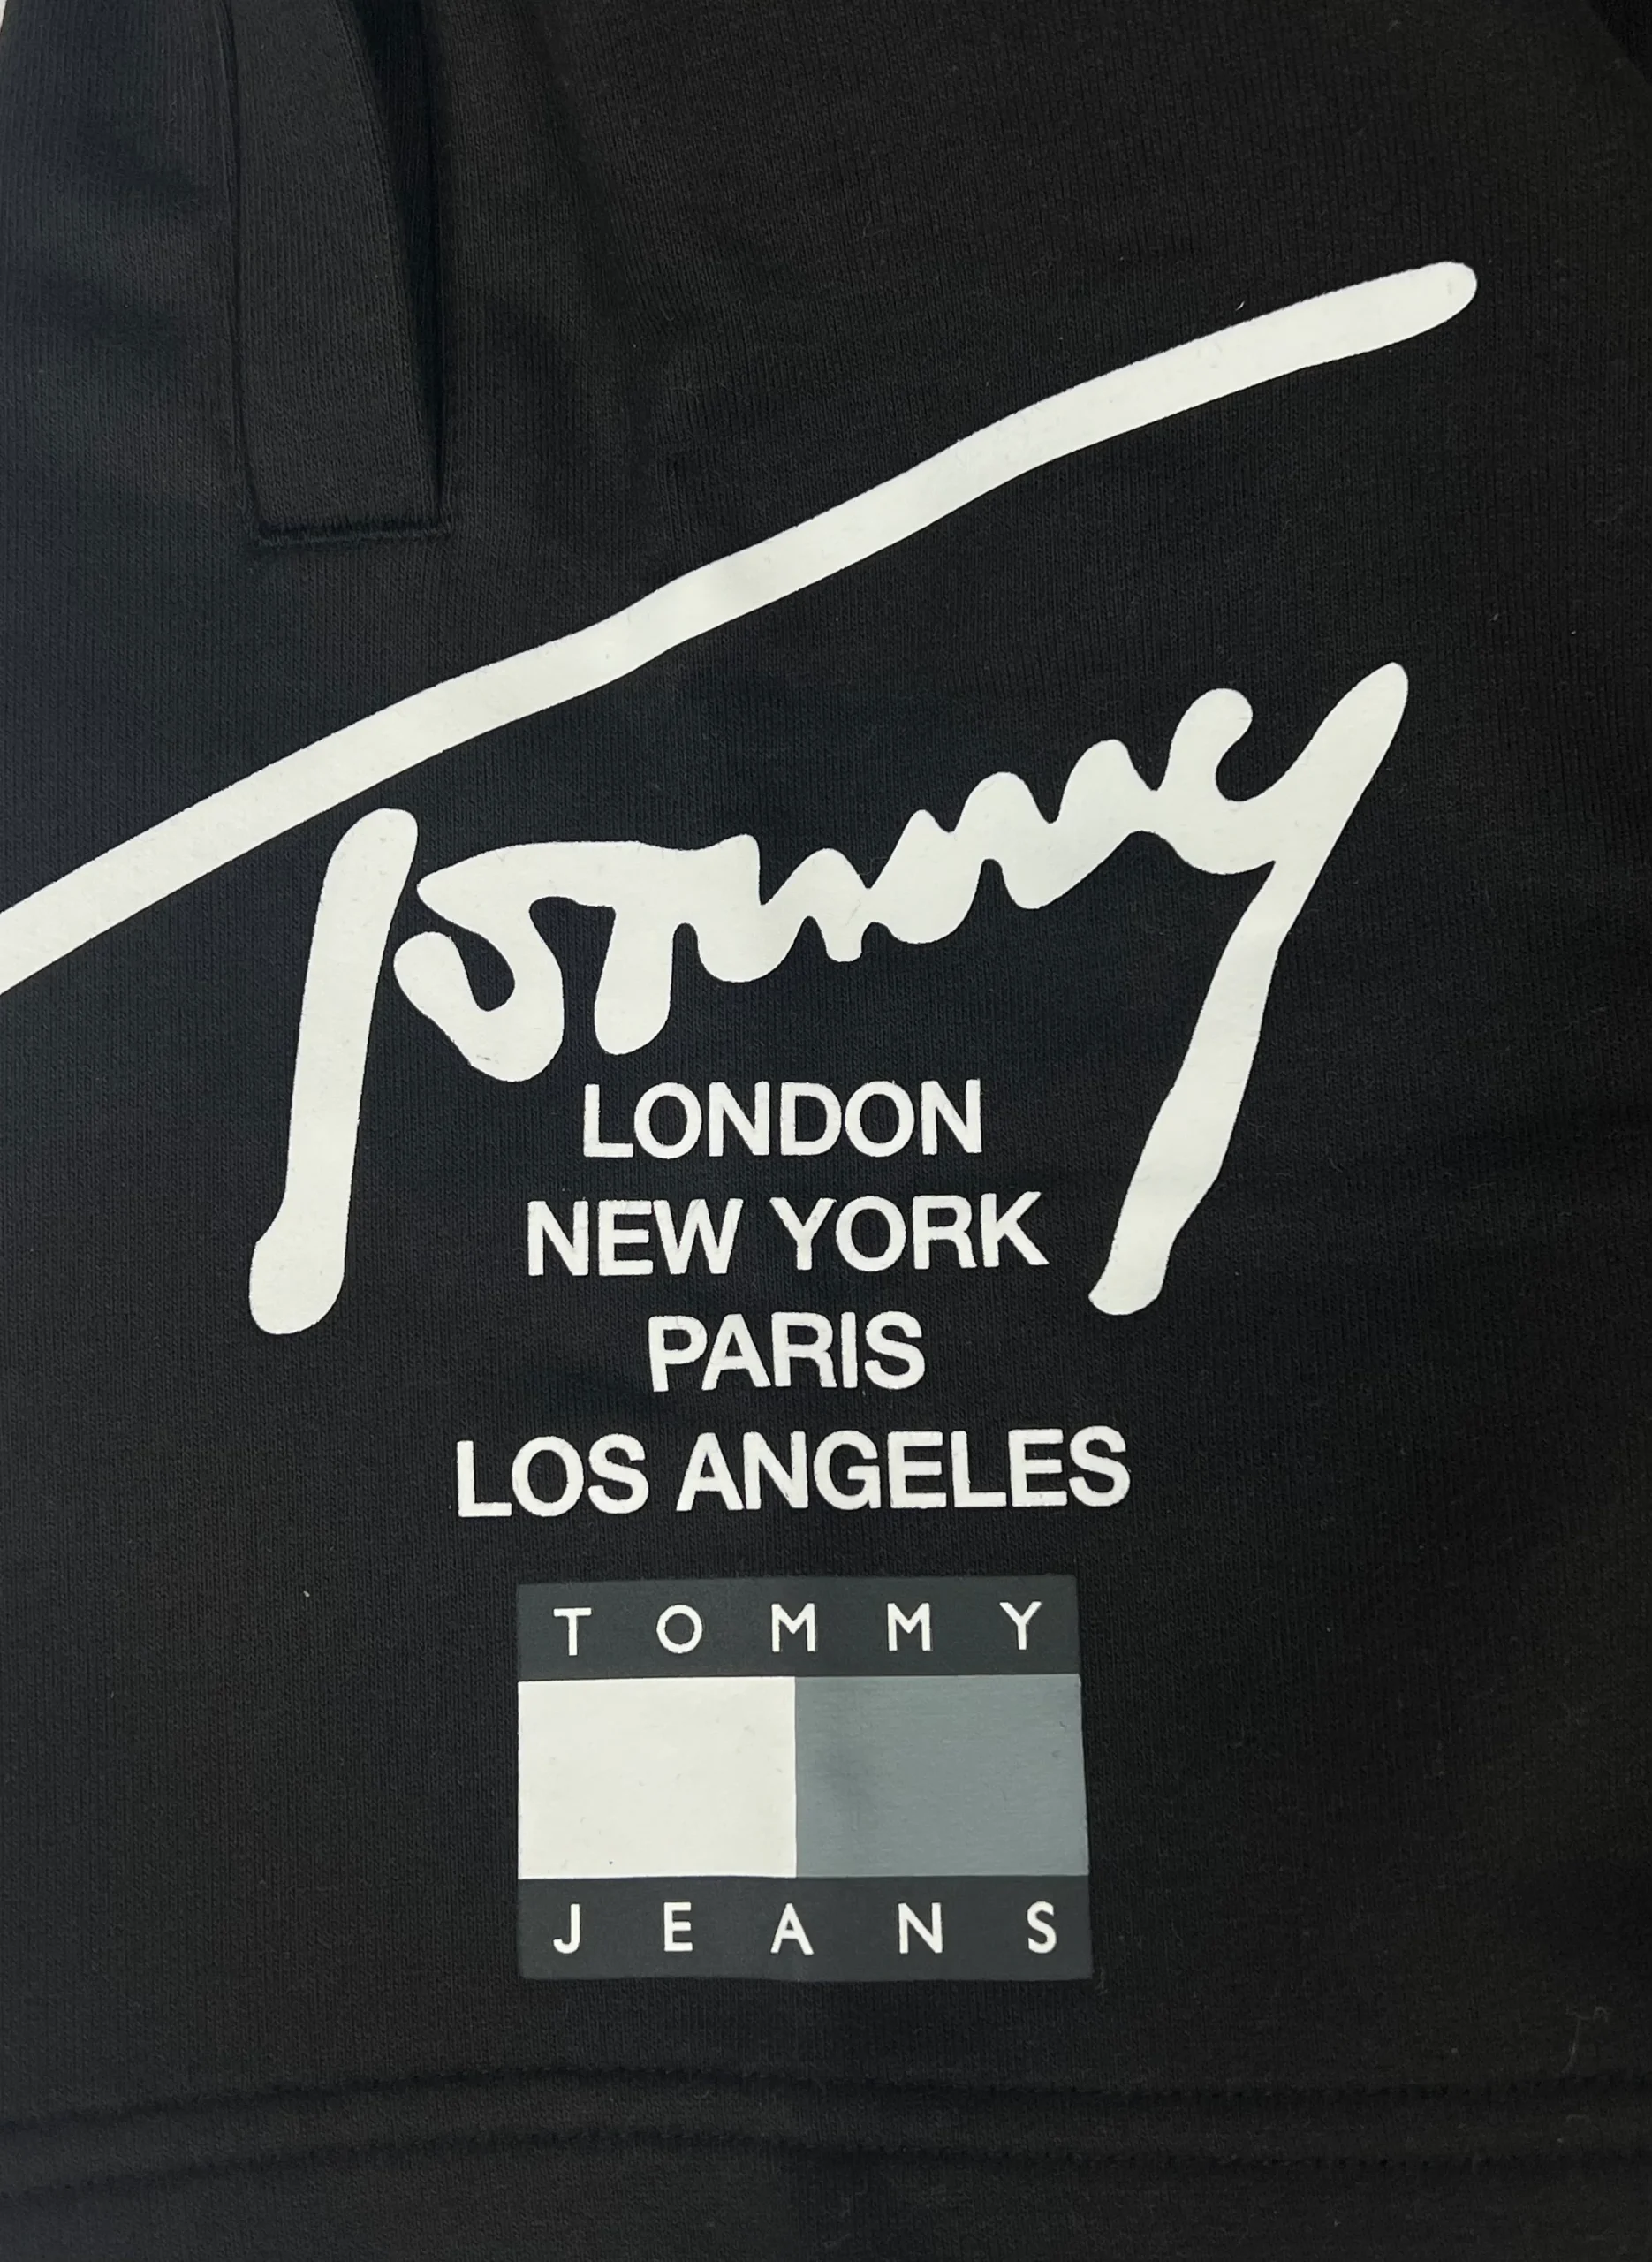 Tommy
LONDON
NEW YORK
PARIS
LOS ANGELES
TOMMY
JEANS